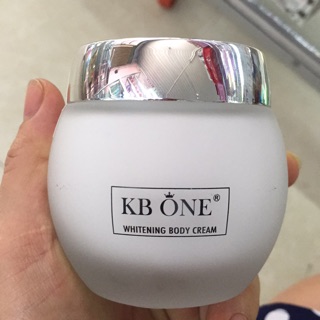 KB ONE®
WHITENING BODY CREAM